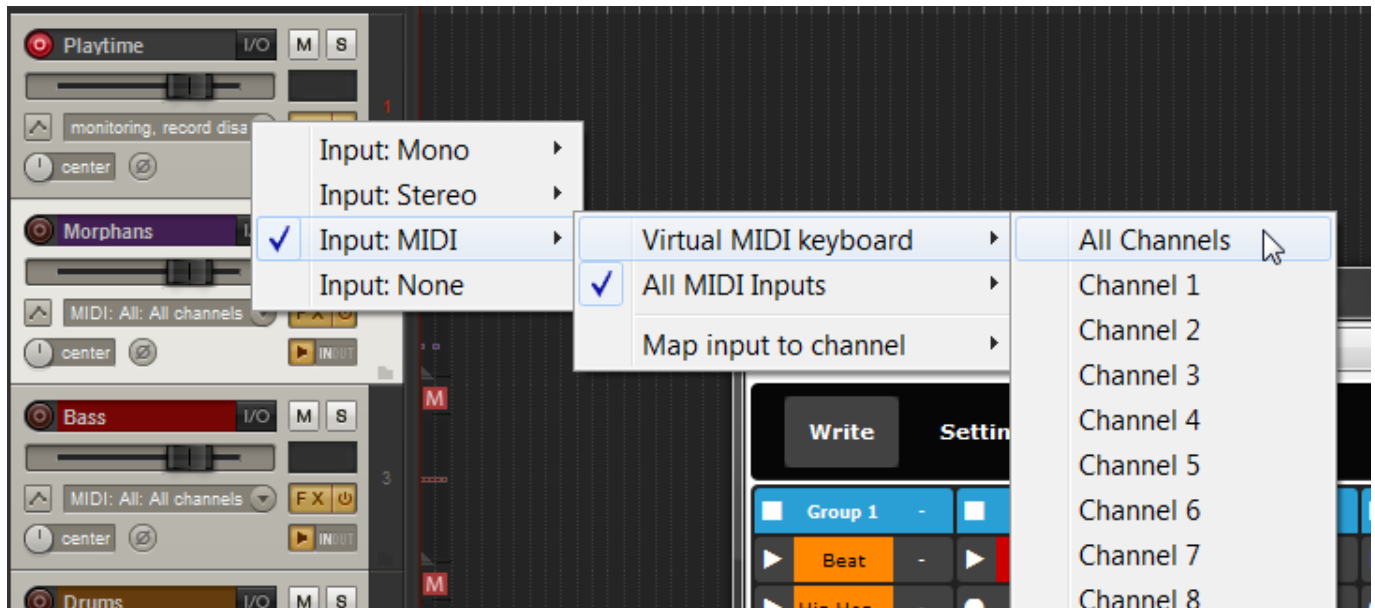 Playtime I/O M S
1
monitoring, record disa
center
Input: Mono
Input: Stereo
Input: MIDI
Input: None
Virtual MIDI keyboard
All MIDI Inputs
Map input to channel
All Channels
Channel 1
Channel 2
Channel 3
Channel 4
Channel 5
Channel 6
Channel 7
Channel 8
Morphans
MIDI: All: All channels FX
center IN OUT
M
Bass I/O M S
3
MIDI: All: All channels FX
center IN OUT
M
Drums I/O M S
Write Settin
Group 1 -
Beat -
Hip Hop